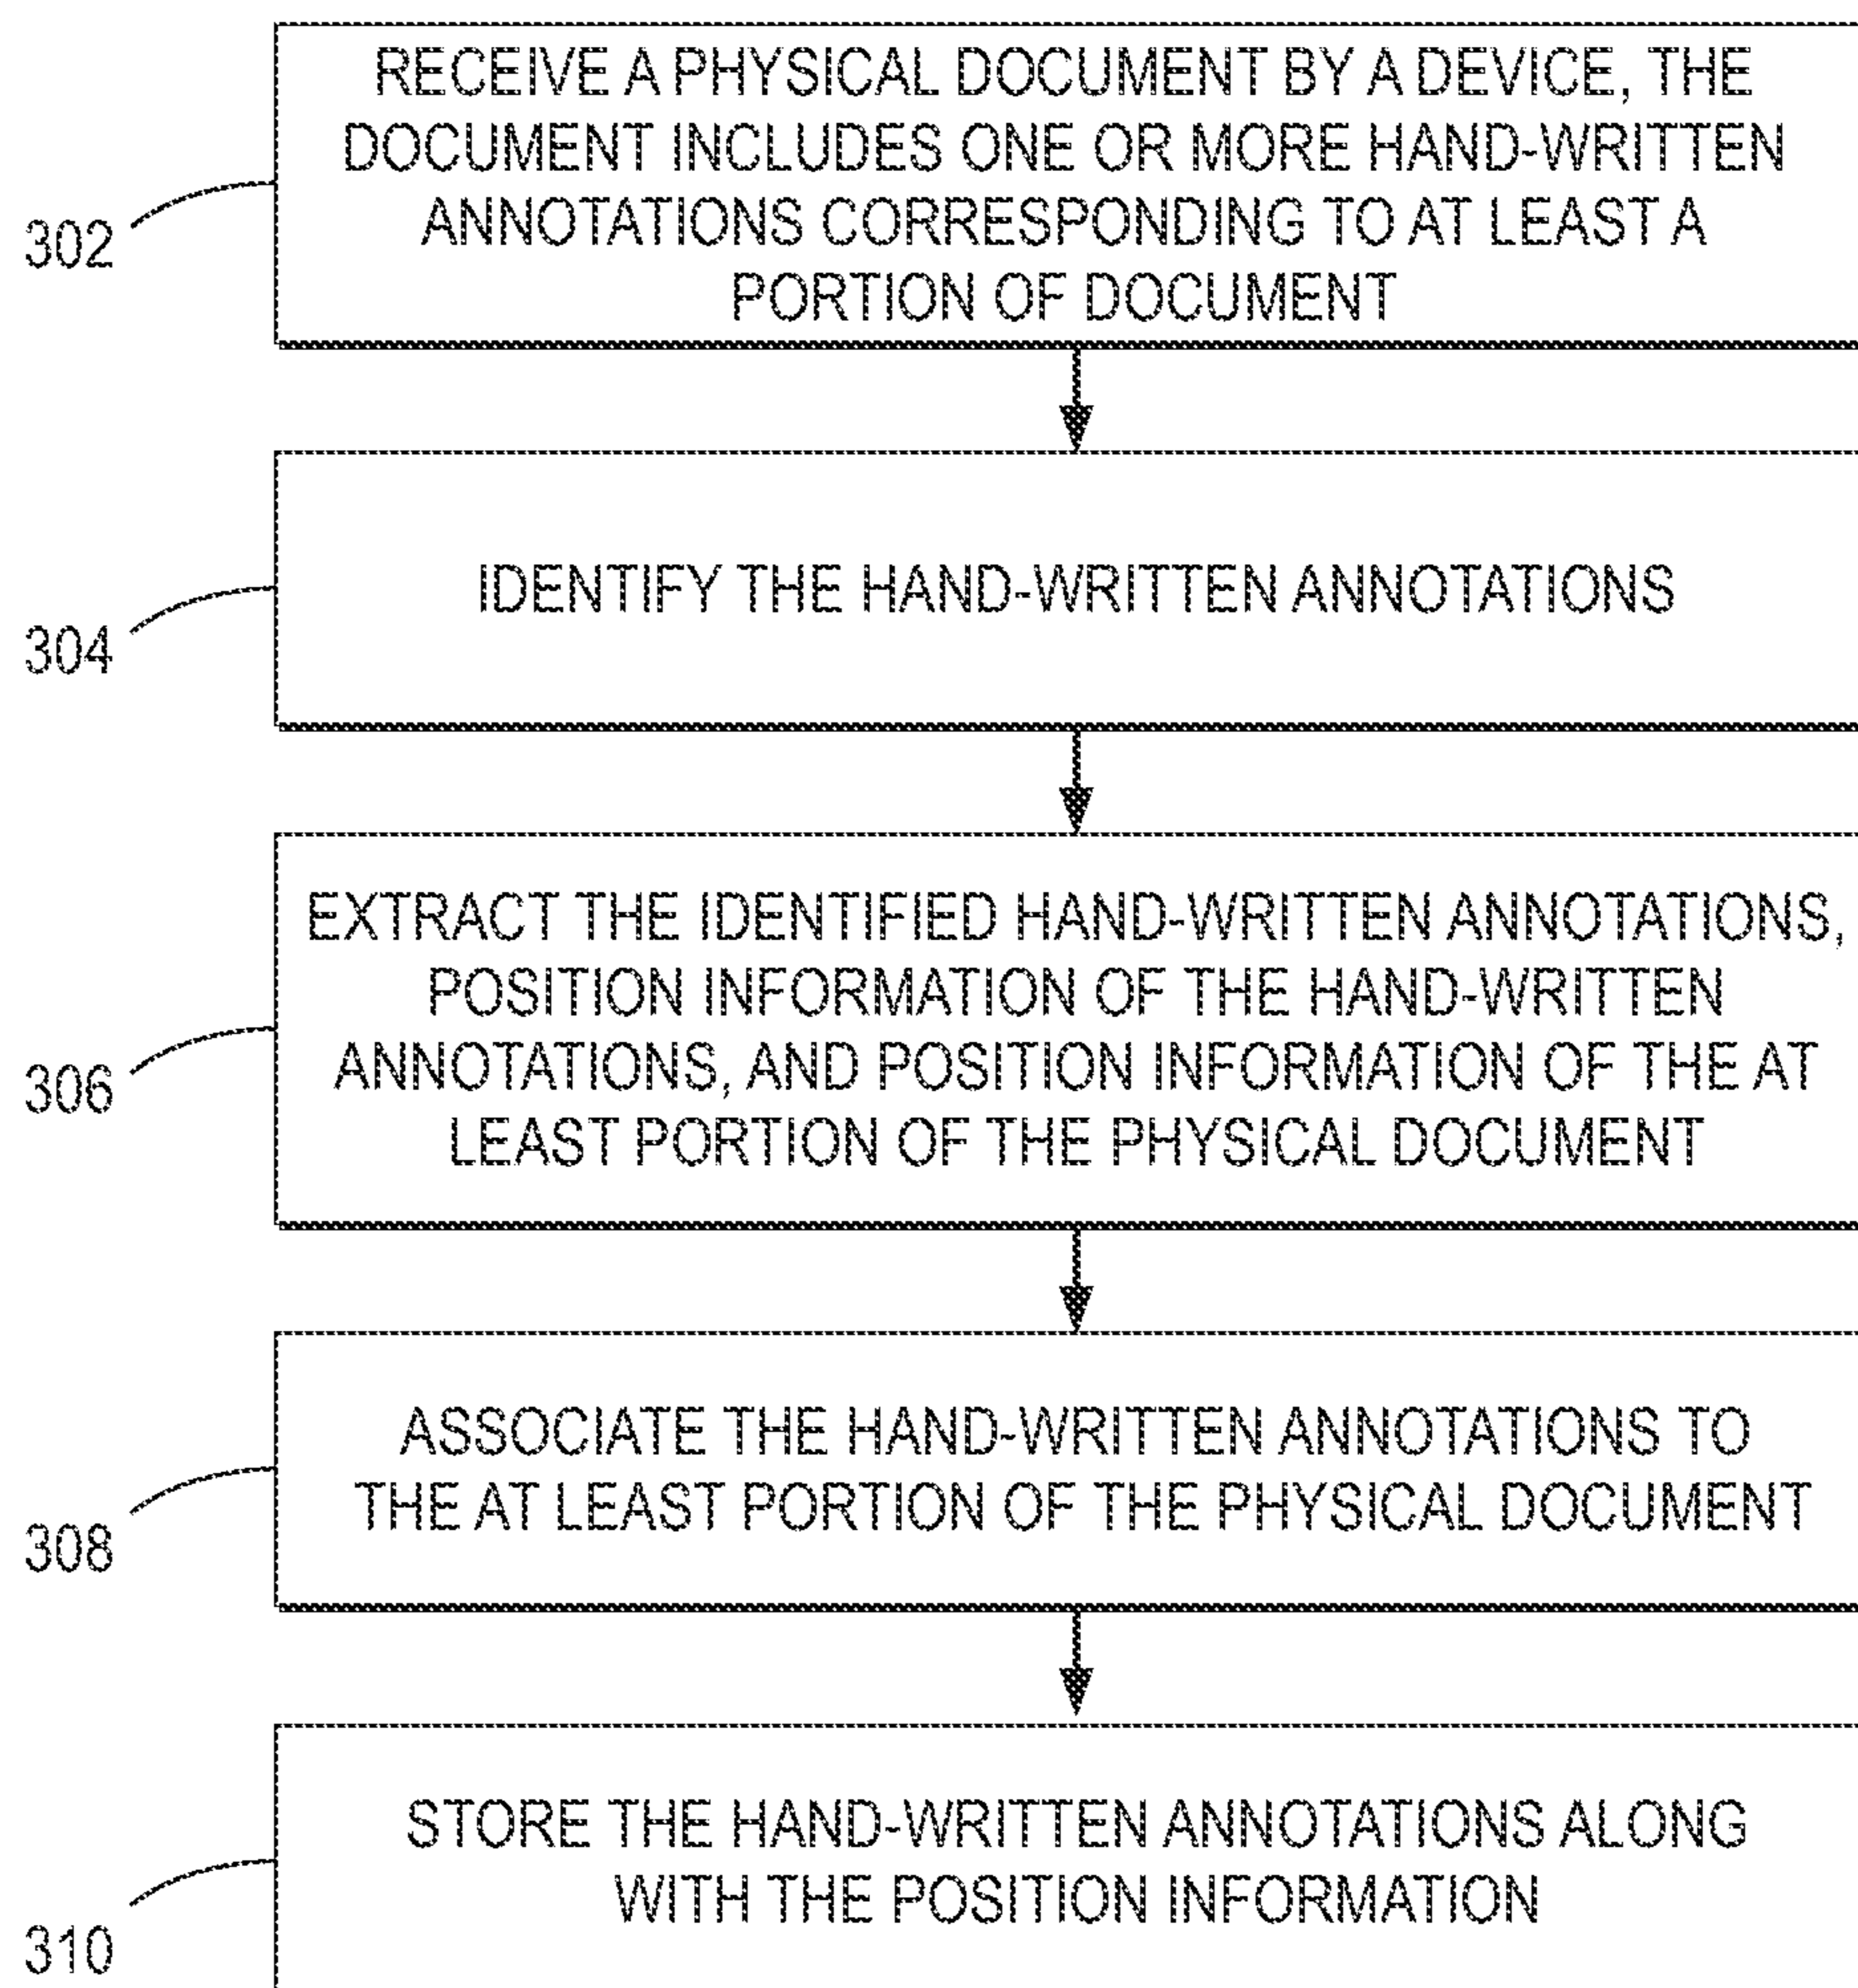 RECEIVE A PHYSICAL DOCUMENT BY A DEVICE, THE
DOCUMENT INCLUDES ONE OR MORE HAND-WRITTEN
ANNOTATIONS CORRESPONDING TO AT LEAST A
PORTION OF DOCUMENT
302
IDENTIFY THE HAND-WRITTEN ANNOTATIONS
304
EXTRACT THE IDENTIFIED HAND-WRITTEN ANNOTATIONS,
POSITION INFORMATION OF THE HAND-WRITTEN
ANNOTATIONS, AND POSITION INFORMATION OF THE AT
LEAST PORTION OF THE PHYSICAL DOCUMENT
306
ASSOCIATE THE HAND-WRITTEN ANNOTATIONS TO
THE AT LEAST PORTION OF THE PHYSICAL DOCUMENT
308
STORE THE HAND-WRITTEN ANNOTATIONS ALONG
WITH THE POSITION INFORMATION
310